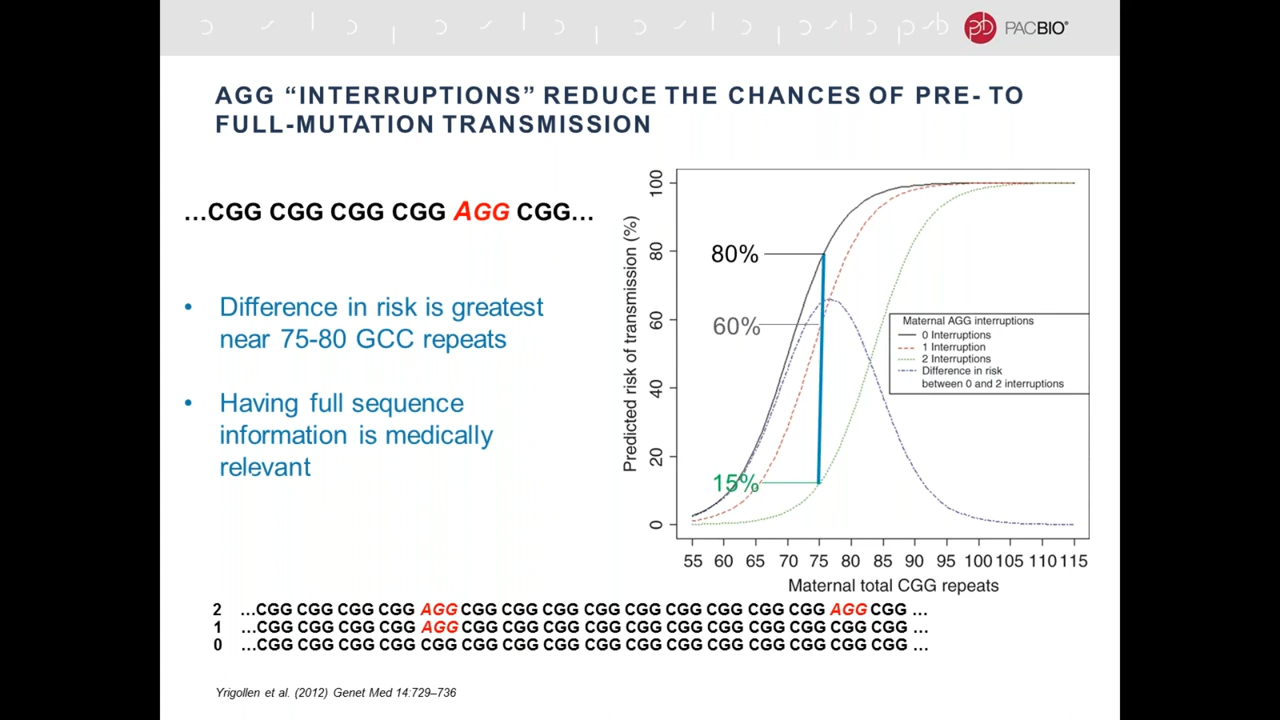 PACBIO®
AGG “INTERRUPTIONS” REDUCE THE CHANCES OF PRE- TO
FULL-MUTATION TRANSMISSION
...CGG CGG CGG CGG AGG CGG...
• Difference in risk is greatest
near 75-80 GCC repeats
• Having full sequence
information is medically
relevant
Predicted risk of transmission (%)
100
80
60
40
20
0
80%
60%
15%
Maternal AGG interruptions
0 Interruptions
1 Interruption
2 Interruptions
Difference in risk
between 0 and 2 interruptions
55 60 65 70 75 80 85 90 95 100 105 110 115
Maternal total CGG repeats
2 ...CGG CGG CGG CGG AGG CGG CGG CGG CGG CGG CGG CGG CGG CGG AGG CGG ...
1 ...CGG CGG CGG CGG AGG CGG CGG CGG CGG CGG CGG CGG CGG CGG CGG CGG ...
0 ...CGG CGG CGG CGG CGG CGG CGG CGG CGG CGG CGG CGG CGG CGG CGG CGG ...
Yrigollen et al. (2012) Genet Med 14:729–736